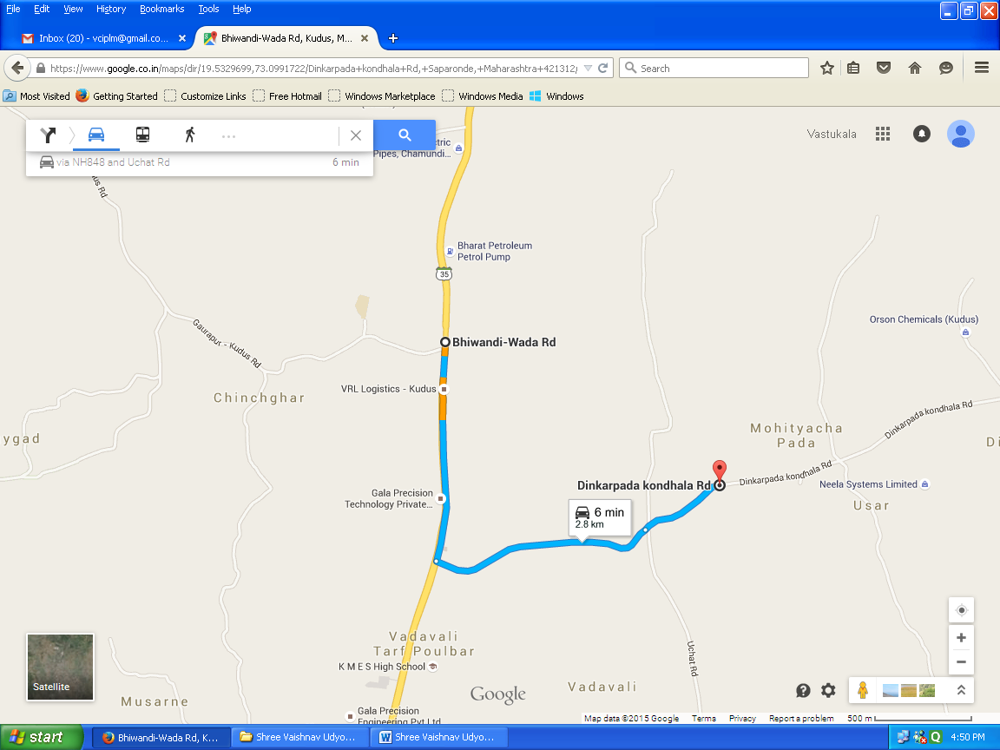 File Edit View History Bookmarks Tools Help
Inbox (20) - vciplm@gmail.co...
Bhiwandi-Wada Rd, Kudus, M...
https://www.google.co.in/maps/dir/19.5329699,73.0991722/Dinkarpada+kondhala+Rd,+Saparonde,+Maharashtra+421312/
Search
Most Visited Getting Started Customize Links Free Hotmail Windows Marketplace Windows Media Windows
via NH848 and Uchat Rd 6 min
Vastukala
Pipes, Chamundi...
Bharat Petroleum
Petrol Pump
35
Bhiwandi-Wada Rd
Orson Chemicals (Kudus)
Gaurapur - Kudus Rd
VRL Logistics - Kudus
Chinchghar
Dinkarpada kondhala Rd
Mohityacha
Pada
Dinkarpada kondhala Rd
Dinkarpada kondhala Rd
Neela Systems Limited
Usar
Gala Precision
Technology Private...
6 min
2.8 km
Vadavali
Tarf Poulbar
K M E S High School
Uchat Rd
Vadavali
Satellite
Musarne
Google
Gala Precision
Engineering Pvt Ltd
Map data ©2015 Google Terms Privacy Report a problem 500 m
start
Bhiwandi-Wada Rd, K...
Shree Vaishnav Udyo...
Shree Vaishnav Udyo...
4:50 PM